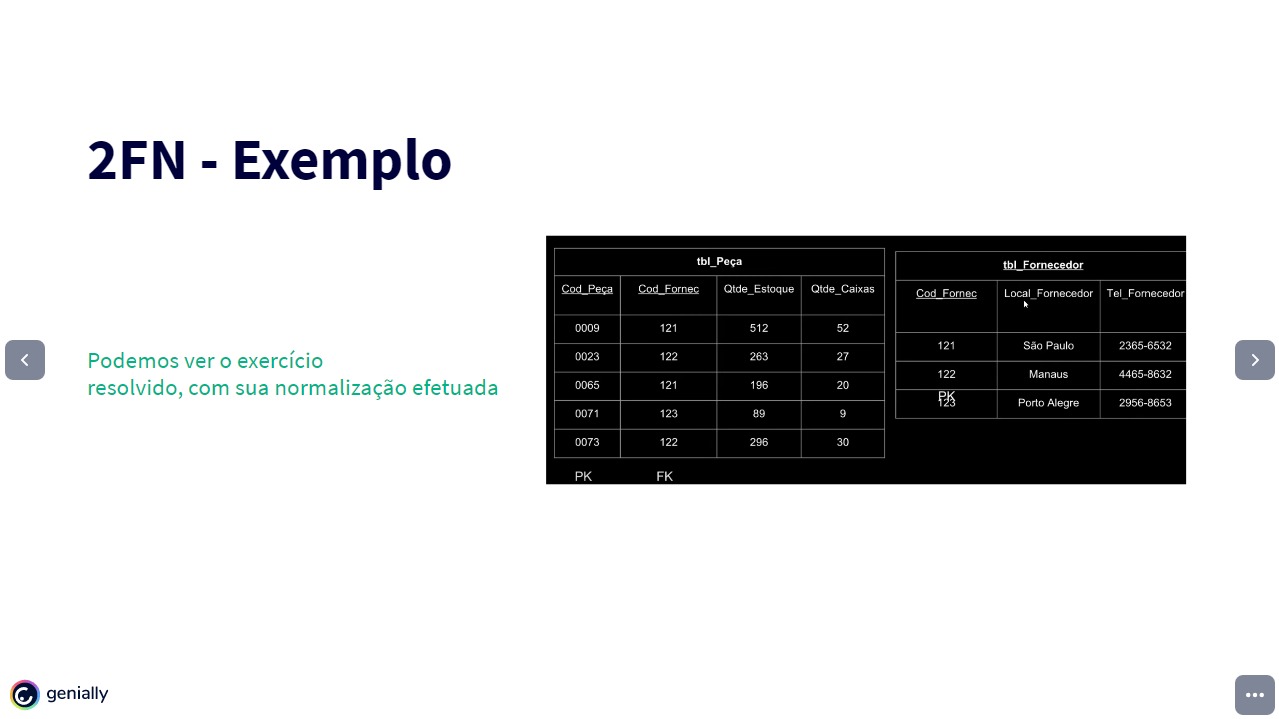 2FN - Exemplo
Podemos ver o exercício
resolvido, com sua normalização efetuada
tbl_Peça
Cod_Peça Cod_Fornec Qtde_Estoque Qtde_Caixas
0009 121 512 52
0023 122 263 27
0065 121 196 20
0071 123 89 9
0073 122 296 30
PK FK
tbl_Fornecedor
Cod_Fornec Local_Fornecedor Tel_Fornecedor
121 São Paulo 2365-6532
122 Manaus 4465-8632
PK
123 Porto Alegre 2956-8653
genially